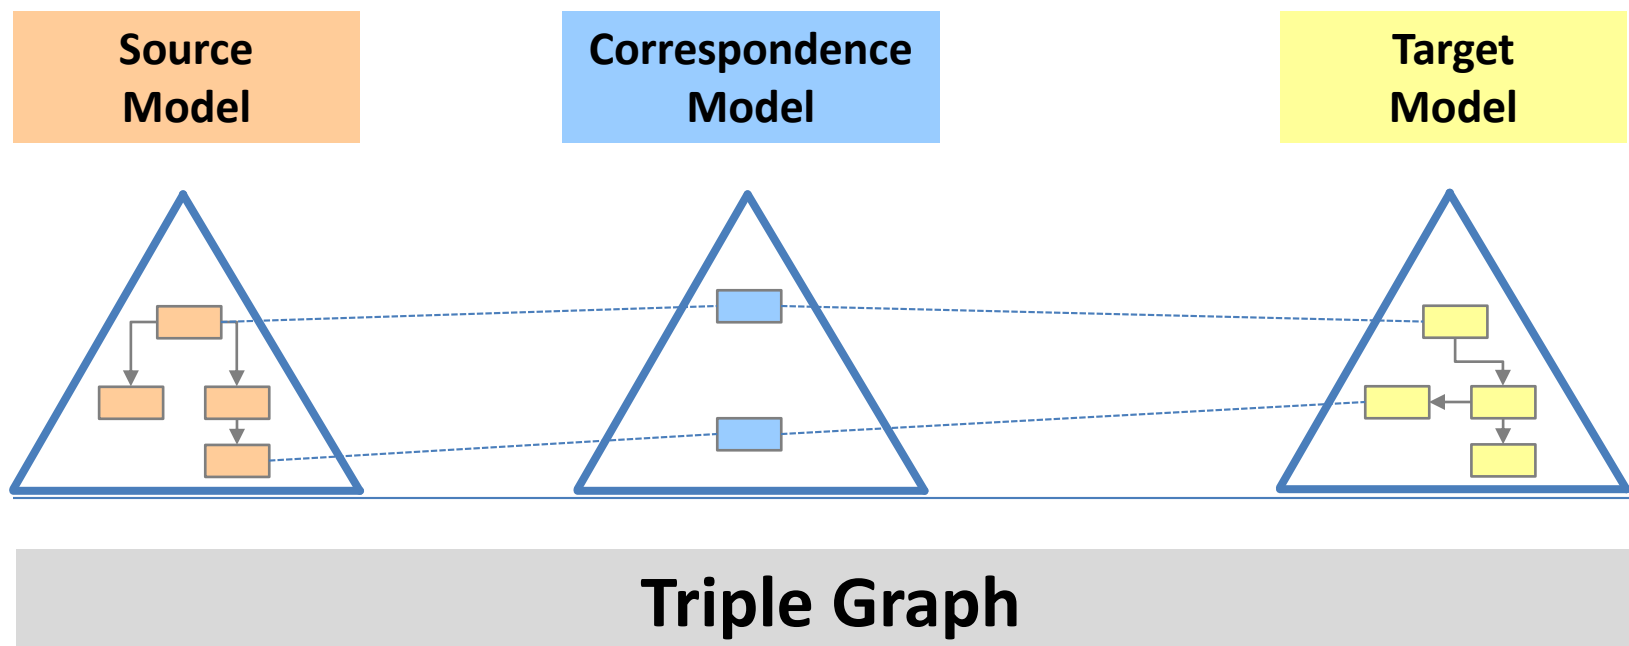 Source
Model
Correspondence
Model
Target
Model
Triple Graph